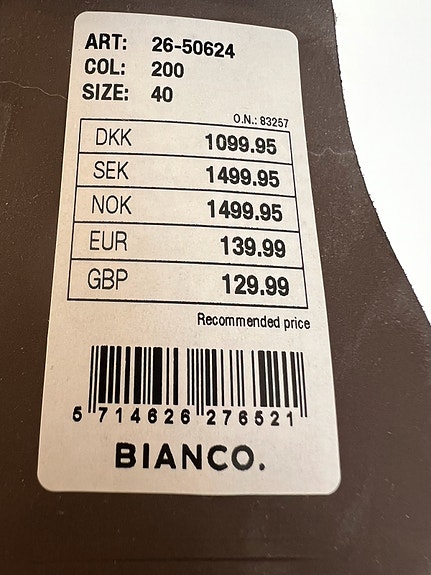 ART: 26-50624
COL: 200
SIZE: 40
O.N.: 83257
DKK 1099.95
SEK 1499.95
NOK 1499.95
EUR 139.99
GBP 129.99
Recommended price
5 714626 276521
BIANCO.